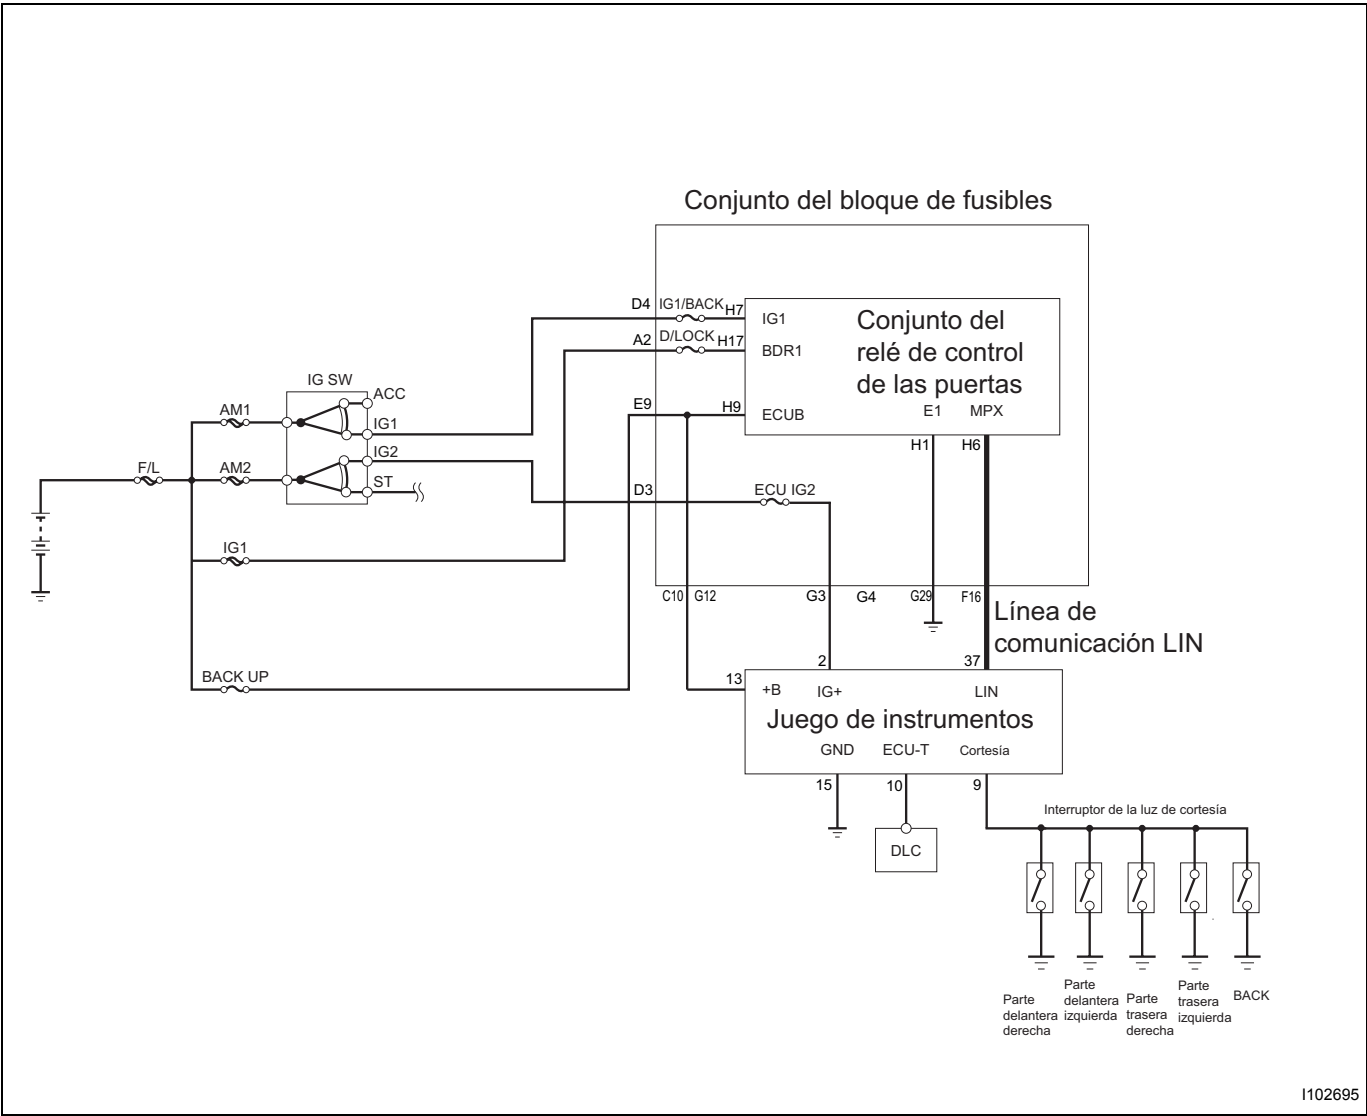 Conjunto del bloque de fusibles
D4
IG1/BACK
H7
IG1
Conjunto del
relé de control
de las puertas
A2
D/LOCK
H17
BDR1
IG SW
ACC
AM1
IG1
E9
H9
ECUB
E1
MPX
H1
H6
IG2
F/L
AM2
ST
D3
ECU IG2
IG1
C10
G12
G3
G4
G29
F16
Línea de
comunicación LIN
BACK UP
2
37
13
+B
IG+
LIN
Juego de instrumentos
GND
ECU-T
Cortesía
15
10
9
Interruptor de la luz de cortesía
DLC
Parte
delantera
derecha
Parte
delantera
izquierda
Parte
trasera
derecha
Parte
trasera
izquierda
BACK
I102695